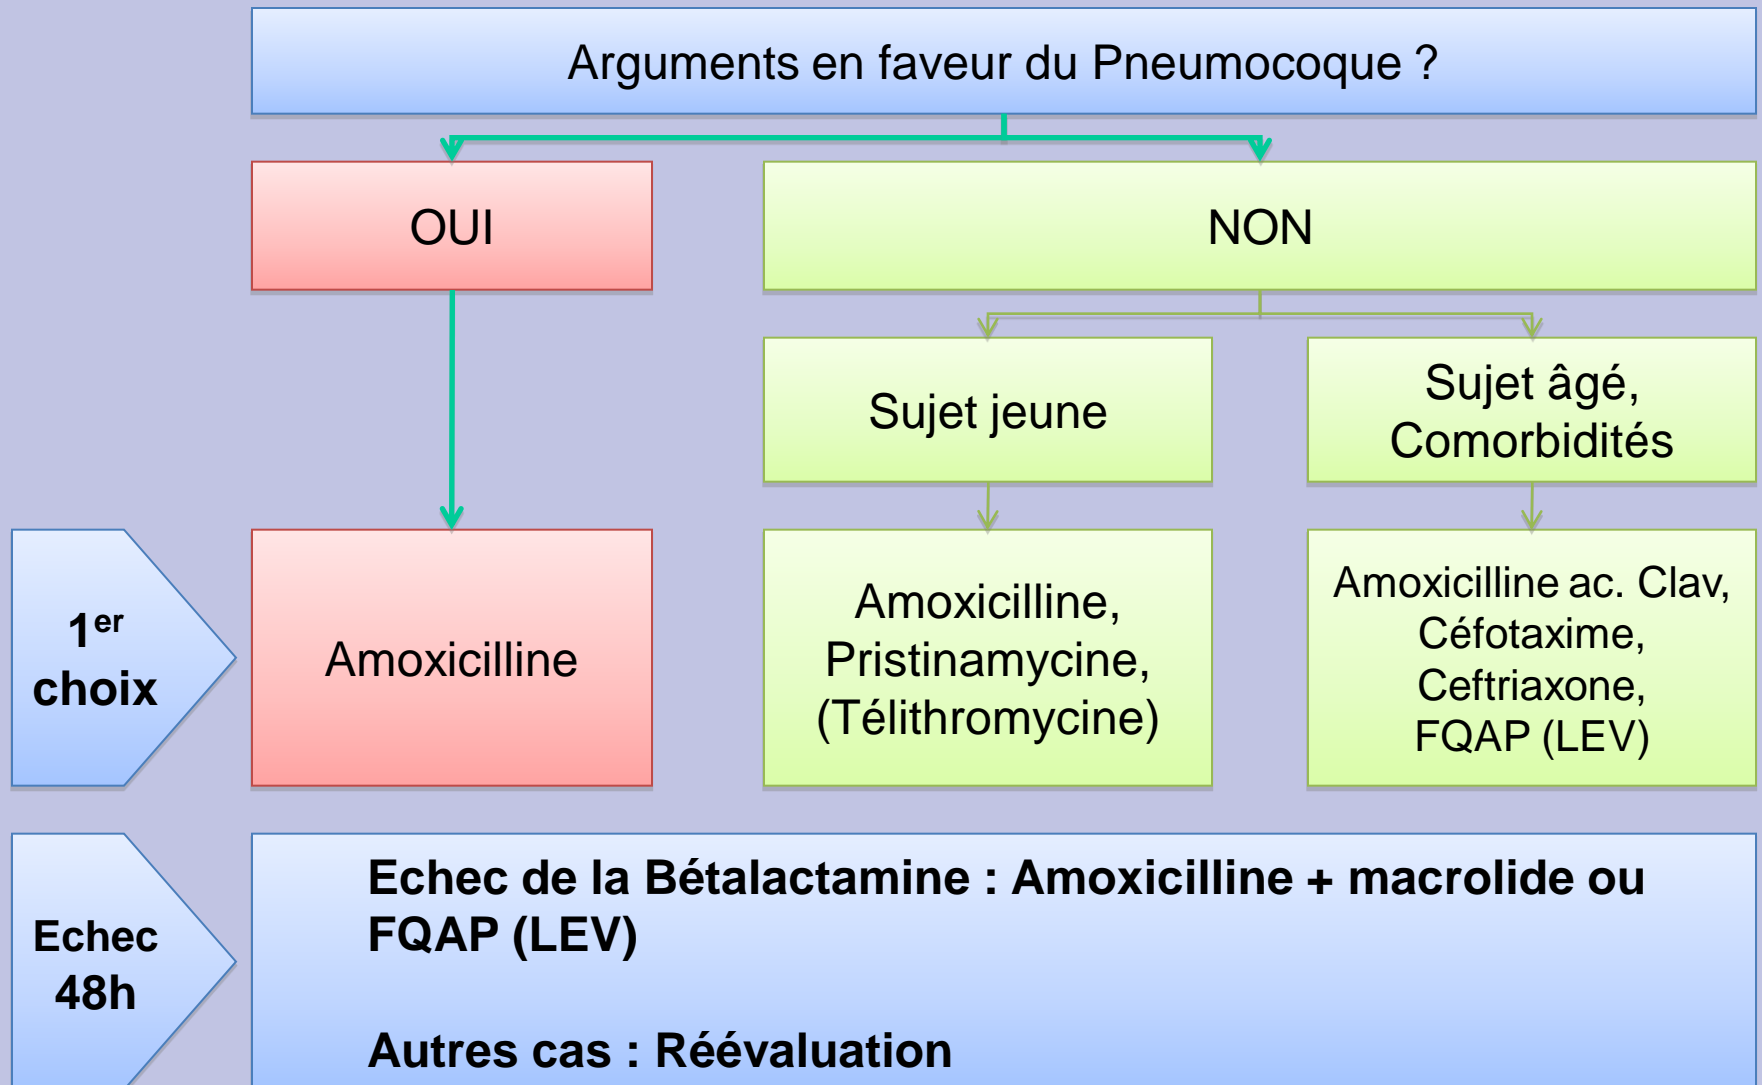 Arguments en faveur du Pneumocoque ?
OUI
NON
Sujet jeune
Sujet âgé,
Comorbidités
1er
choix
Amoxicilline
Amoxicilline,
Pristinamycine,
(Télithromycine)
Amoxicilline ac. Clav,
Céfotaxime,
Ceftriaxone,
FQAP (LEV)
Echec
48h
Echec de la Bétalactamine : Amoxicilline + macrolide ou
FQAP (LEV)
Autres cas : Réévaluation